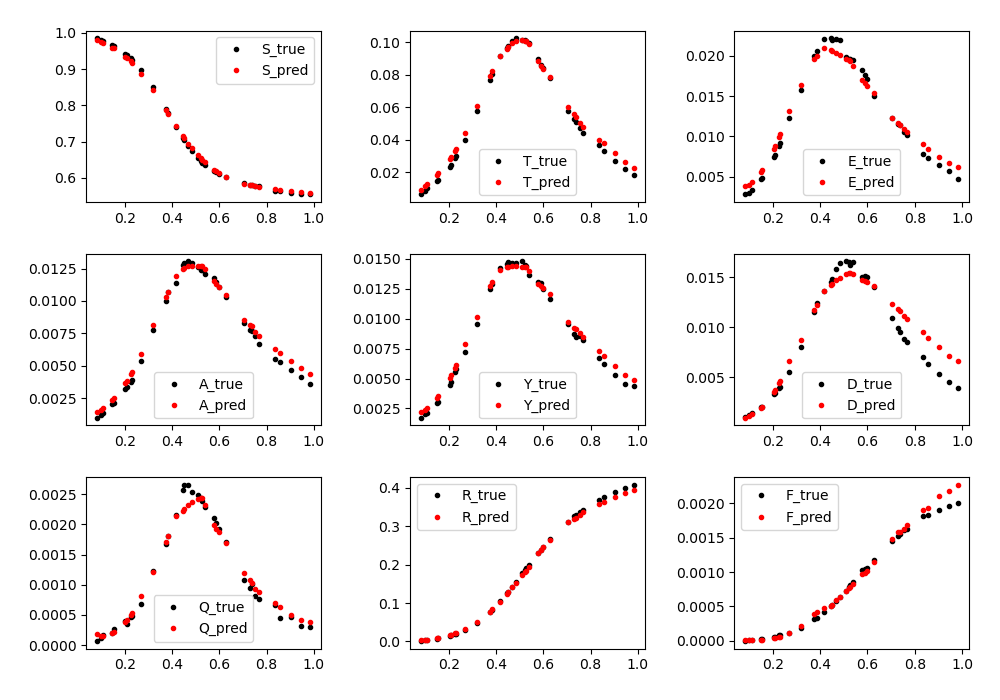 1.0
0.9
0.8
0.7
0.6
S_true
S_pred
0.2 0.4 0.6 0.8 1.0
0.10
0.08
0.06
0.04
0.02
T_true
T_pred
0.2 0.4 0.6 0.8 1.0
0.020
0.015
0.010
0.005
E_true
E_pred
0.2 0.4 0.6 0.8 1.0
0.0125
0.0100
0.0075
0.0050
0.0025
A_true
A_pred
0.2 0.4 0.6 0.8 1.0
0.0150
0.0125
0.0100
0.0075
0.0050
0.0025
Y_true
Y_pred
0.2 0.4 0.6 0.8 1.0
0.015
0.010
0.005
D_true
D_pred
0.2 0.4 0.6 0.8 1.0
0.0025
0.0020
0.0015
0.0010
0.0005
0.0000
Q_true
Q_pred
0.2 0.4 0.6 0.8 1.0
0.4
0.3
0.2
0.1
0.0
R_true
R_pred
0.2 0.4 0.6 0.8 1.0
0.0020
0.0015
0.0010
0.0005
0.0000
F_true
F_pred
0.2 0.4 0.6 0.8 1.0